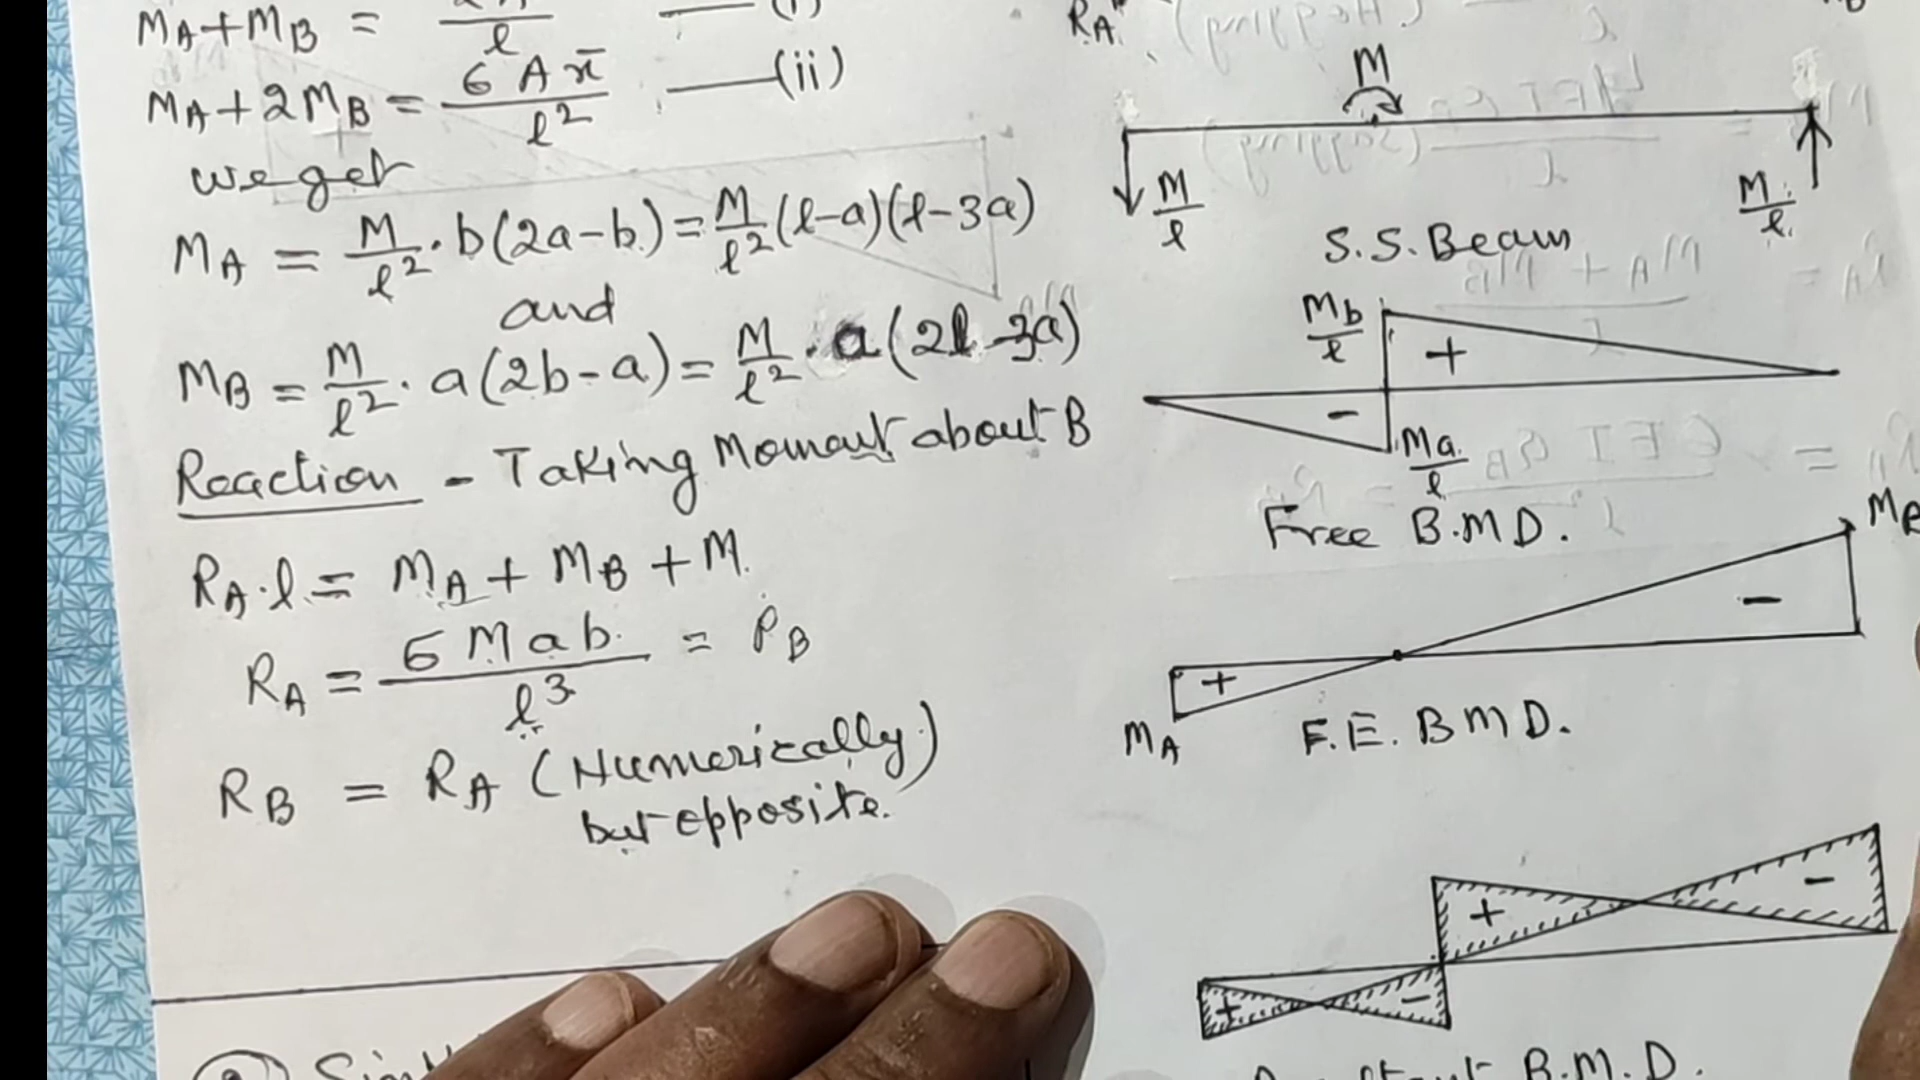 MA+MB = 2A/l —(i)
MA+2MB = 6Ax̄/l² —(ii)
we get
MA = M/l² . b(2a-b) = M/l² (l-a)(l-3a)
and
MB = M/l² . a(2b-a) = M/l² . a(2l-3a)
Reaction - Taking Moment about B
RA.l = MA + MB + M.
RA = 6Mab/l³ = RB
RB = RA (Numerically)
but opposite.
RA
M
M/l
M/l
S.S. Beam
Mb/l
+
-
Ma/l
Free B.M D.
MB
-
+
MA
F.E. B M D.
+
-
+
-
B.M.D.